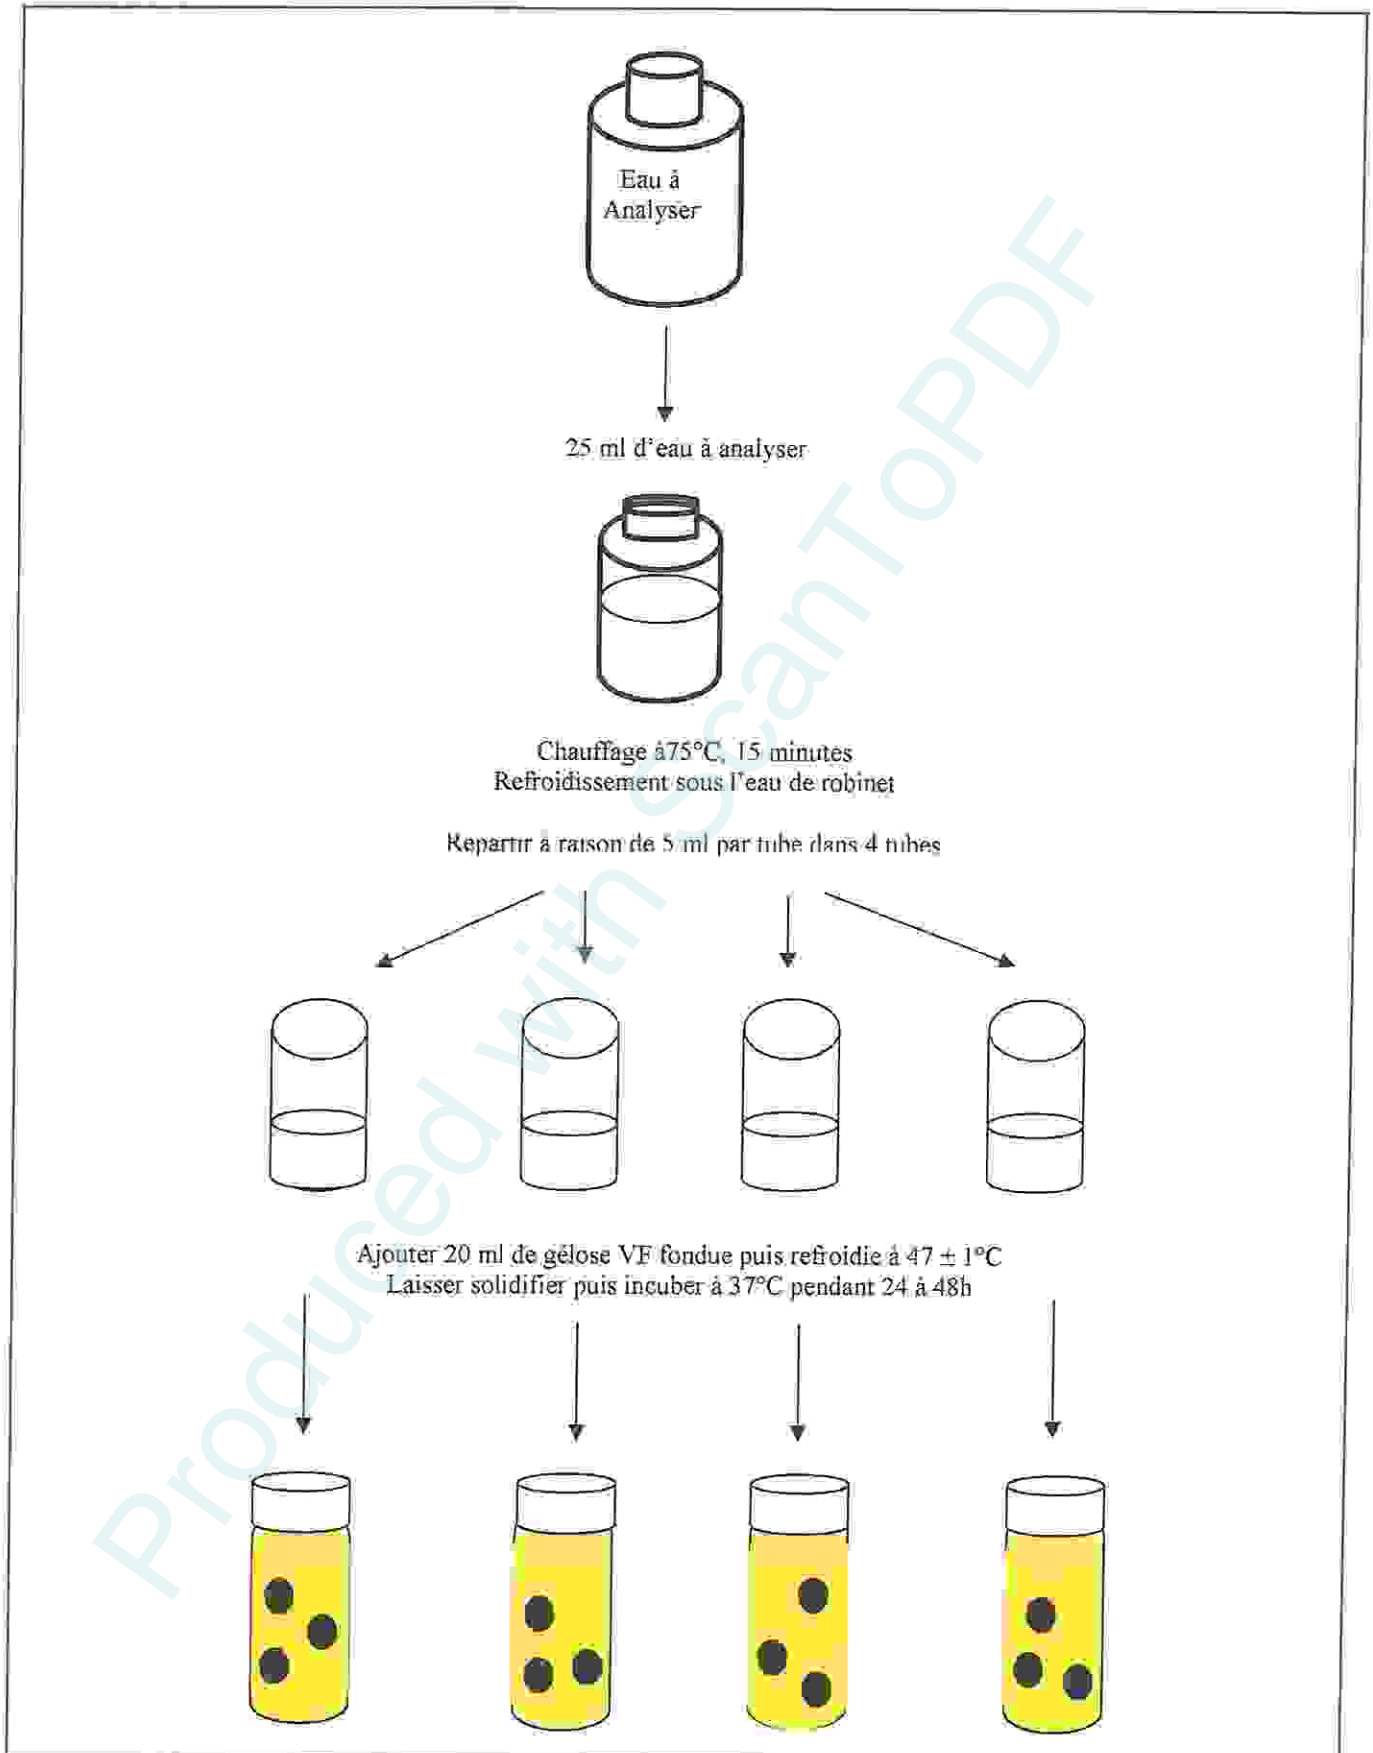 Eau à
Analyser
25 ml d'eau à analyser
Chauffage à75°C, 15 minutes
Refroidissement sous l'eau de robinet
Repartir à raison de 5 ml par tube dans 4 tubes
Ajouter 20 ml de gélose VF fondue puis refroidie à 47 ± 1°C
Laisser solidifier puis incuber à 37°C pendant 24 à 48h
Produced with ScanToPDF